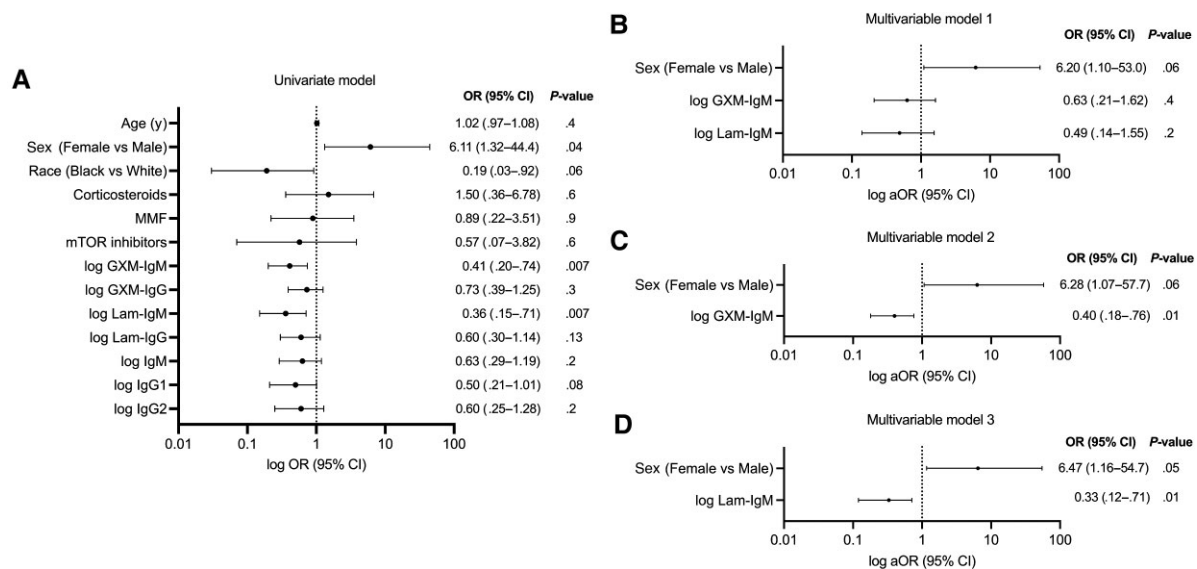 A
Univariate model
OR (95% CI) P-value
Age (y) 1.02 (.97–1.08) .4
Sex (Female vs Male) 6.11 (1.32–44.4) .04
Race (Black vs White) 0.19 (.03–.92) .06
Corticosteroids 1.50 (.36–6.78) .6
MMF 0.89 (.22–3.51) .9
mTOR inhibitors 0.57 (.07–3.82) .6
log GXM-IgM 0.41 (.20–.74) .007
log GXM-IgG 0.73 (.39–1.25) .3
log Lam-IgM 0.36 (.15–.71) .007
log Lam-IgG 0.60 (.30–1.14) .13
log IgM 0.63 (.29–1.19) .2
log IgG1 0.50 (.21–1.01) .08
log IgG2 0.60 (.25–1.28) .2
0.01 0.1 1 10 100
log OR (95% CI)
B
Multivariable model 1
OR (95% CI) P-value
Sex (Female vs Male) 6.20 (1.10–53.0) .06
log GXM-IgM 0.63 (.21–1.62) .4
log Lam-IgM 0.49 (.14–1.55) .2
0.01 0.1 1 10 100
log aOR (95% CI)
C
Multivariable model 2
OR (95% CI) P-value
Sex (Female vs Male) 6.28 (1.07–57.7) .06
log GXM-IgM 0.40 (.18–.76) .01
0.01 0.1 1 10 100
log aOR (95% CI)
D
Multivariable model 3
OR (95% CI) P-value
Sex (Female vs Male) 6.47 (1.16–54.7) .05
log Lam-IgM 0.33 (.12–.71) .01
0.01 0.1 1 10 100
log aOR (95% CI)